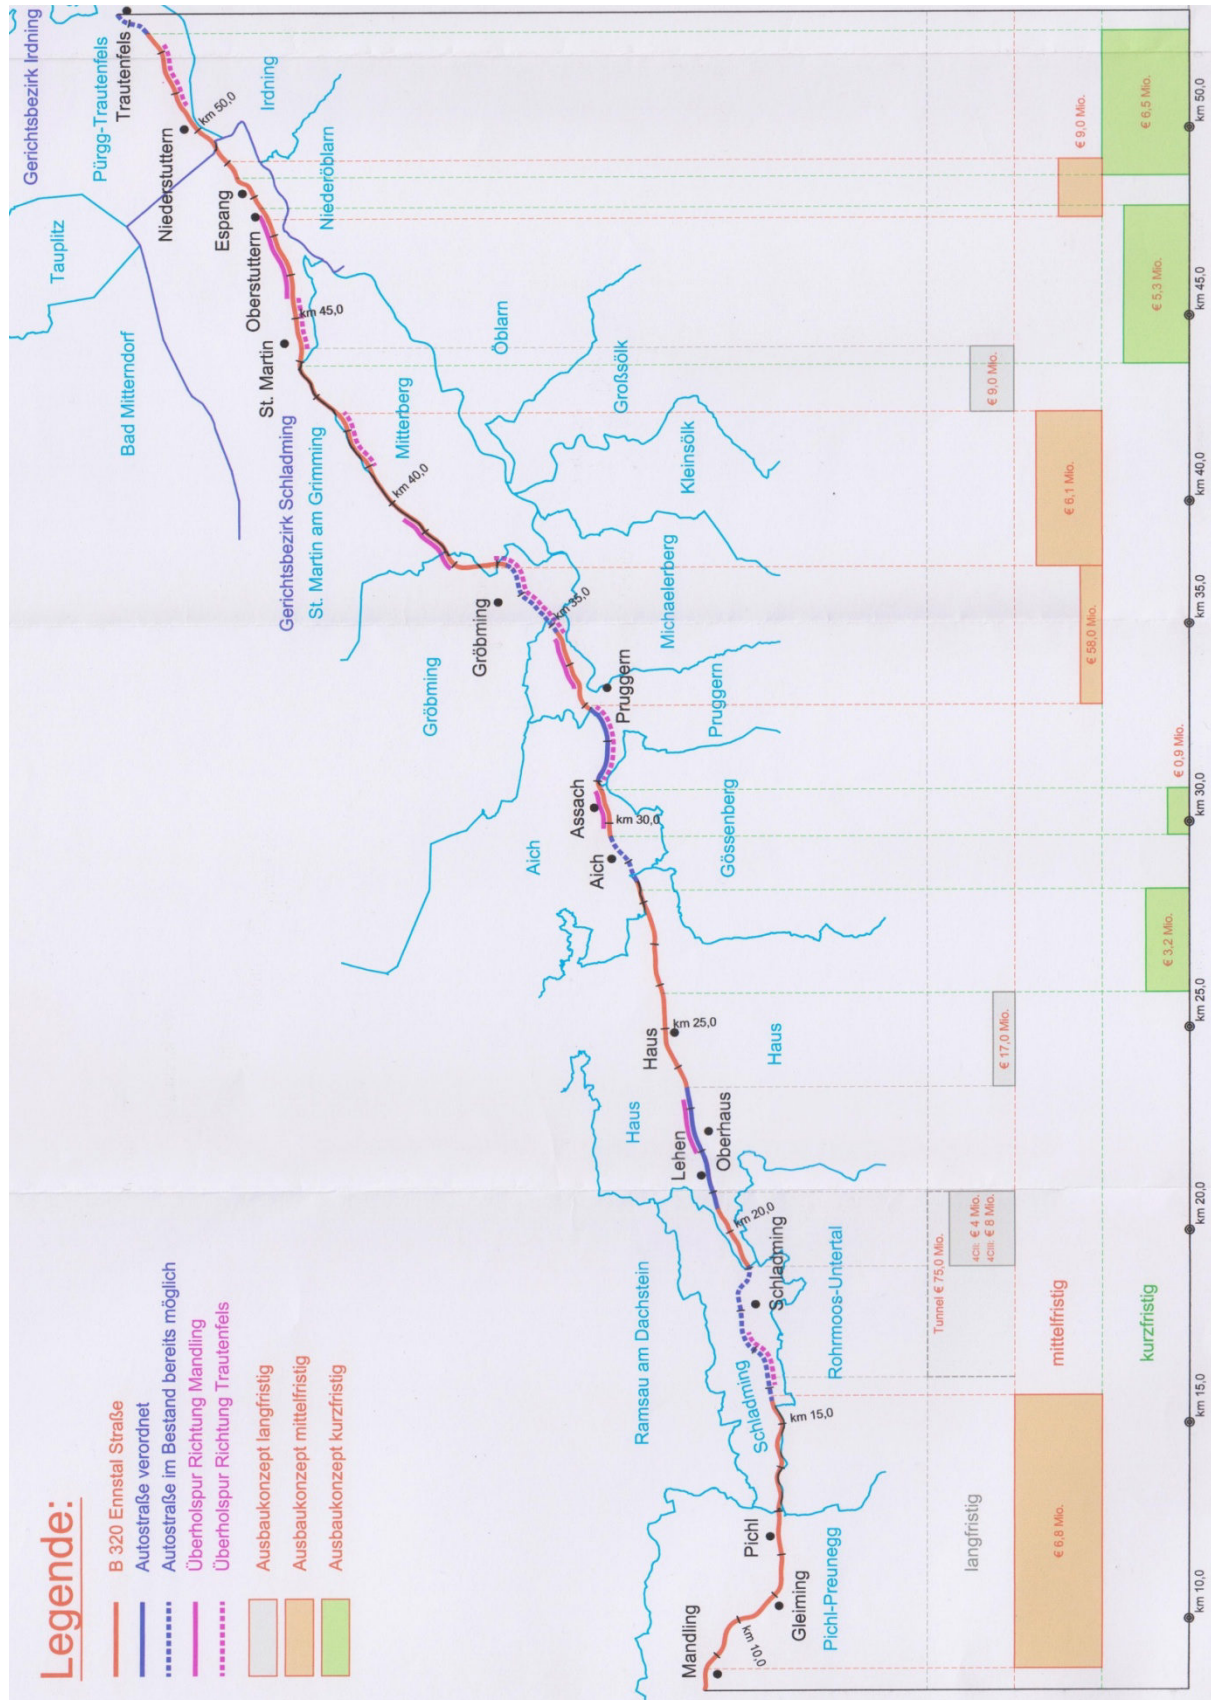 Legende:
B 320 Ennstal Straße
Autostraße verordnet
Autostraße im Bestand bereits möglich
Überholspur Richtung Mandling
Überholspur Richtung Trautenfels
Ausbaukonzept langfristig
Ausbaukonzept mittelfristig
Ausbaukonzept kurzfristig
Mandling
km 10,0
Gleiming
Pichl
Pichl-Preunegg
km 15,0
Ramsau am Dachstein
Schladming
Schladming
Rohrmoos-Untertal
km 20,0
Lehen
Oberhaus
Haus
Haus
km 25,0
Haus
Aich
Aich
Assach
km 30,0
Gössenberg
Pruggern
Pruggern
Gröbming
Gröbming
km 35,0
Michaelerberg
Kleinsölk
Großsölk
Gerichtsbezirk Schladming
St. Martin am Grimming
km 40,0
Mitterberg
Öblarn
St. Martin
km 45,0
Bad Mitterndorf
Tauplitz
Oberstuttern
Espang
Niederöblarn
Niederstuttern
km 50,0
Irdning
Trautenfels
Pürgg-Trautenfels
Gerichtsbezirk Irdning
langfristig
Tunnel € 75,0 Mio.
4CII: € 4 Mio.
4CIII: € 8 Mio.
€ 17,0 Mio.
€ 9,0 Mio.
mittelfristig
€ 6,8 Mio.
€ 58,0 Mio.
€ 6,1 Mio.
€ 9,0 Mio.
kurzfristig
€ 3,2 Mio.
€ 0,9 Mio.
€ 5,3 Mio.
€ 6,5 Mio.
km 10,0
km 15,0
km 20,0
km 25,0
km 30,0
km 35,0
km 40,0
km 45,0
km 50,0